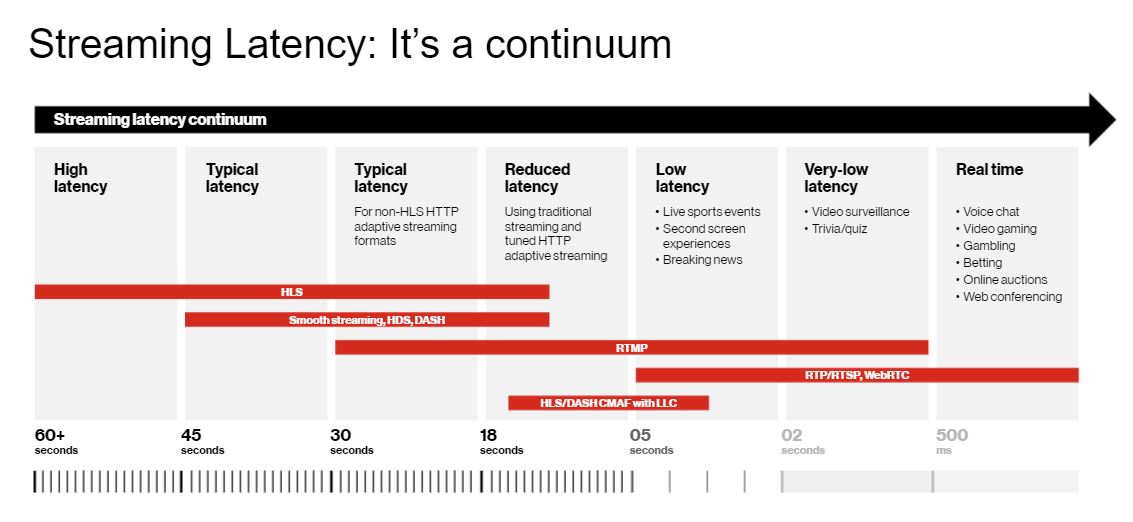 Streaming Latency: It's a continuum
Streaming latency continuum
High
latency
Typical
latency
Typical
latency
For non-HLS HTTP
adaptive streaming
formats
Reduced
latency
Using traditional
streaming and
tuned HTTP
adaptive streaming
Low
latency
• Live sports events
• Second screen
experiences
• Breaking news
Very-low
latency
• Video surveillance
• Trivia/quiz
Real time
• Voice chat
• Video gaming
• Gambling
• Betting
• Online auctions
• Web conferencing
HLS
Smooth streaming, HDS, DASH
RTMP
RTP/RTSP, WebRTC
HLS/DASH CMAF with LLC
60+
seconds
45
seconds
30
seconds
18
seconds
05
seconds
02
seconds
500
ms